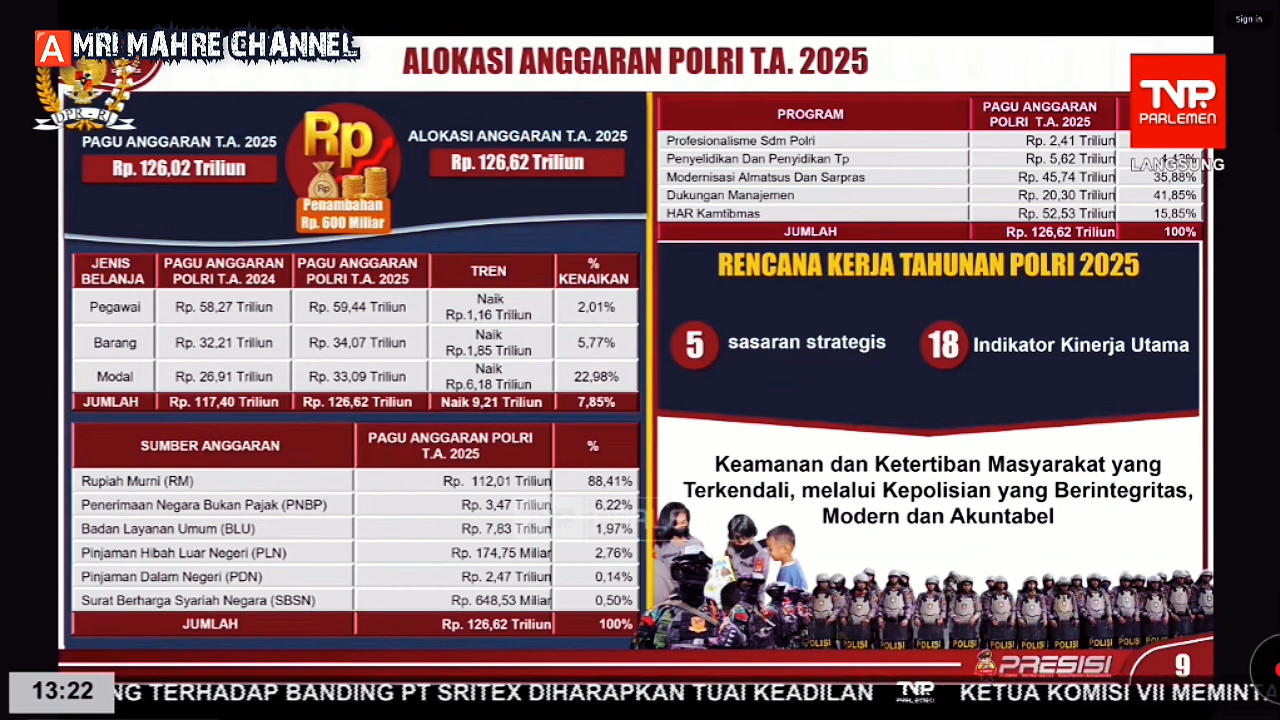 Sign in
A MRI MAHRE CHANNEL
DPR - RI
ALOKASI ANGGARAN POLRI T.A. 2025
TVP
PARLEMEN
LANGSUNG
PAGU ANGGARAN T.A. 2025
Rp. 126,02 Triliun
Rp
Rp
Penambahan
Rp. 600 Miliar
ALOKASI ANGGARAN T.A. 2025
Rp. 126,62 Triliun
JENIS BELANJA PAGU ANGGARAN POLRI T.A. 2024 PAGU ANGGARAN POLRI T.A. 2025 TREN % KENAIKAN
Pegawai Rp. 58,27 Triliun Rp. 59,44 Triliun Naik Rp.1,16 Triliun 2,01%
Barang Rp. 32,21 Triliun Rp. 34,07 Triliun Naik Rp.1,85 Triliun 5,77%
Modal Rp. 26,91 Triliun Rp. 33,09 Triliun Naik Rp.6,18 Triliun 22,98%
JUMLAH Rp. 117,40 Triliun Rp. 126,62 Triliun Naik 9,21 Triliun 7,85%
SUMBER ANGGARAN PAGU ANGGARAN POLRI T.A. 2025 %
Rupiah Murni (RM) Rp. 112,01 Triliun 88,41%
Penerimaan Negara Bukan Pajak (PNBP) Rp. 3,47 Triliun 6,22%
Badan Layanan Umum (BLU) Rp. 7,83 Triliun 1,97%
Pinjaman Hibah Luar Negeri (PLN) Rp. 174,75 Miliar 2,76%
Pinjaman Dalam Negeri (PDN) Rp. 2,47 Triliun 0,14%
Surat Berharga Syariah Negara (SBSN) Rp. 648,53 Miliar 0,50%
JUMLAH Rp. 126,62 Triliun 100%
PROGRAM PAGU ANGGARAN POLRI T.A. 2025
Profesionalisme Sdm Polri Rp. 2,41 Triliun
Penyelidikan Dan Penyidikan Tp Rp. 5,62 Triliun
Modernisasi Almatsus Dan Sarpras Rp. 45,74 Triliun 35,88%
Dukungan Manajemen Rp. 20,30 Triliun 41,85%
HAR Kamtibmas Rp. 52,53 Triliun 15,85%
JUMLAH Rp. 126,62 Triliun 100%
RENCANA KERJA TAHUNAN POLRI 2025
5 sasaran strategis
18 Indikator Kinerja Utama
Keamanan dan Ketertiban Masyarakat yang
Terkendali, melalui Kepolisian yang Berintegritas,
Modern dan Akuntabel
POLISI POLISI POLISI POLISI POLISI POLISI POLISI POLISI
PRESISI
9
13:22
NG TERHADAP BANDING PT SRITEX DIHARAPKAN TUAI KEADILAN TVP PARLEMEN KETUA KOMISI VII MEMINTA